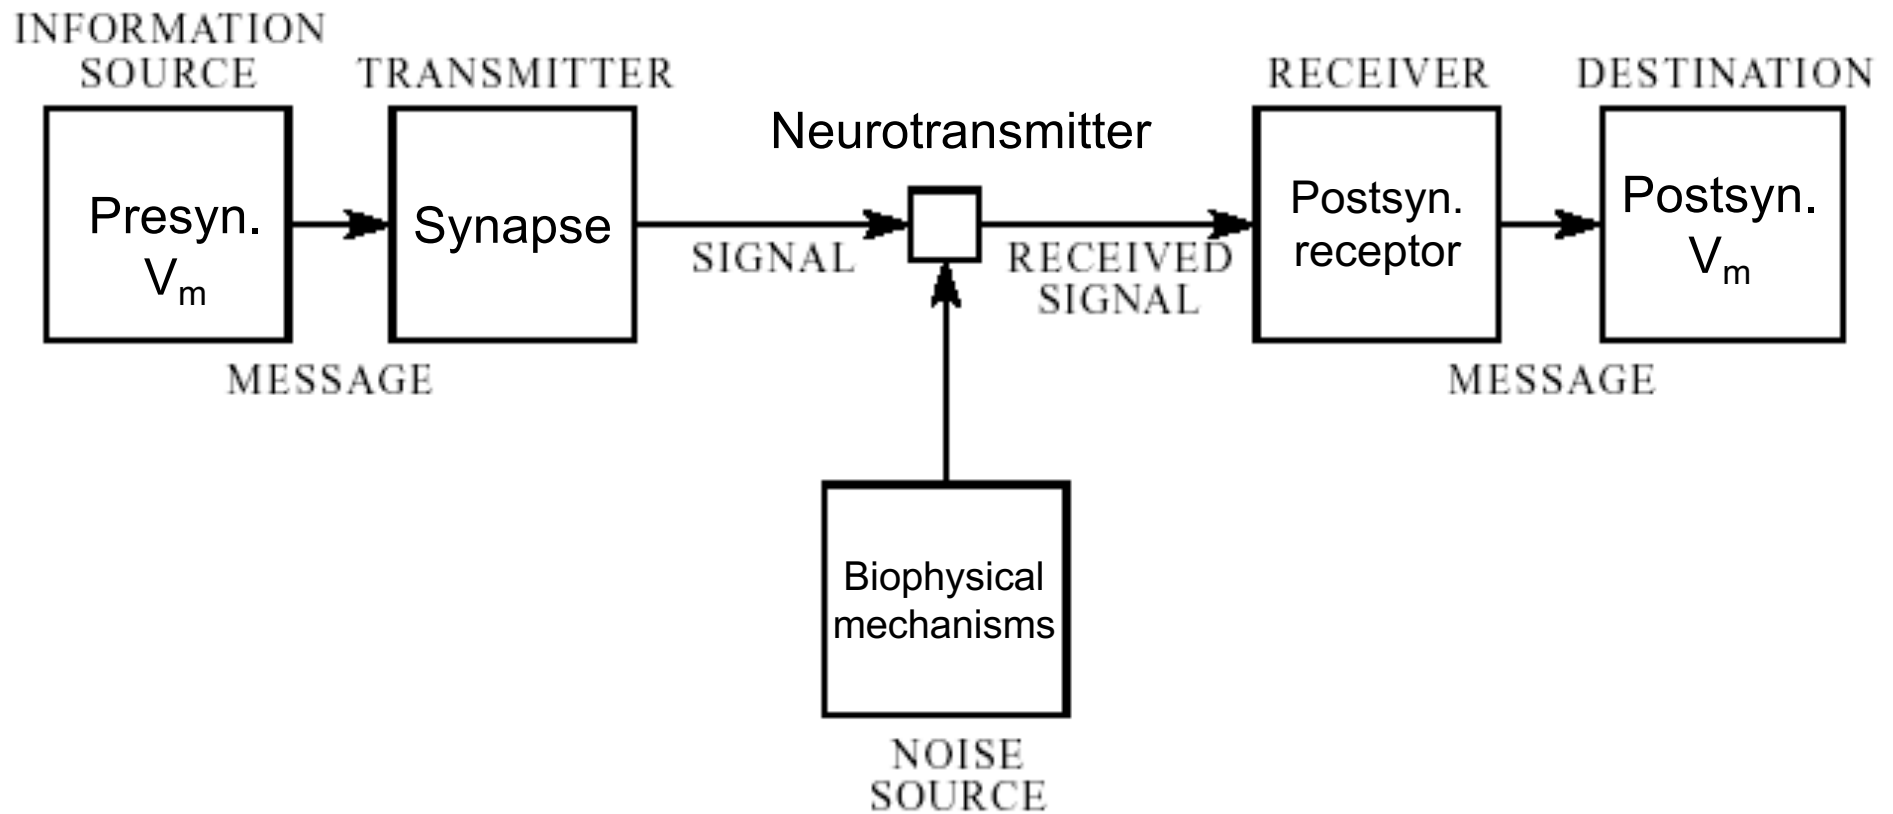 INFORMATION
SOURCE
TRANSMITTER
Neurotransmitter
RECEIVER
DESTINATION
Presyn.
Vm
Synapse
SIGNAL
RECEIVED
SIGNAL
Postsyn.
receptor
Postsyn.
Vm
MESSAGE
MESSAGE
Biophysical
mechanisms
NOISE
SOURCE